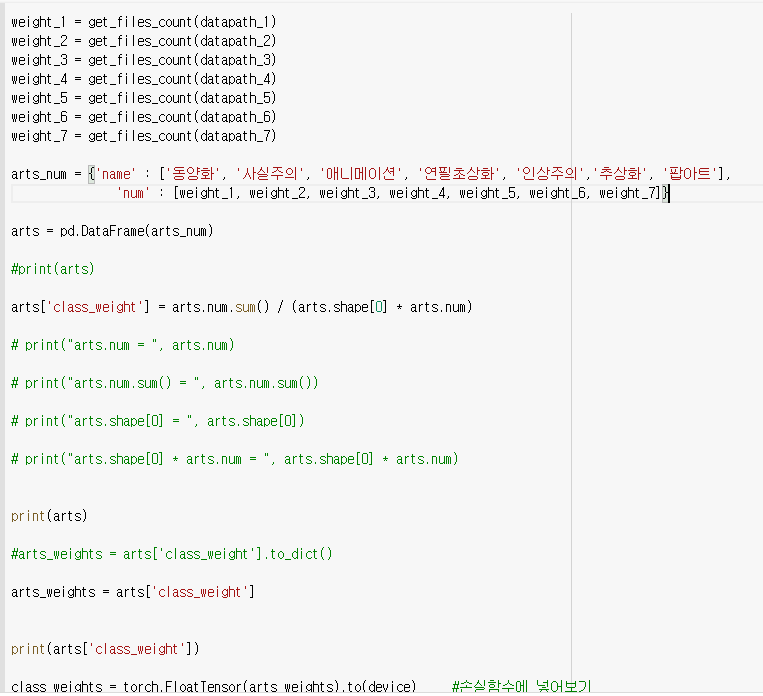 weight_1 = get_files_count(datapath_1)
weight_2 = get_files_count(datapath_2)
weight_3 = get_files_count(datapath_3)
weight_4 = get_files_count(datapath_4)
weight_5 = get_files_count(datapath_5)
weight_6 = get_files_count(datapath_6)
weight_7 = get_files_count(datapath_7)
arts_num = {'name' : ['동양화', '사실주의', '애니메이션', '연필초상화', '인상주의','추상화', '팝아트'],
'num' : [weight_1, weight_2, weight_3, weight_4, weight_5, weight_6, weight_7]}
arts = pd.DataFrame(arts_num)
#print(arts)
arts['class_weight'] = arts.num.sum() / (arts.shape[0] * arts.num)
# print("arts.num = ", arts.num)
# print("arts.num.sum() = ", arts.num.sum())
# print("arts.shape[0] = ", arts.shape[0])
# print("arts.shape[0] * arts.num = ", arts.shape[0] * arts.num)
print(arts)
#arts_weights = arts['class_weight'].to_dict()
arts_weights = arts['class_weight']
print(arts['class_weight'])
class_weights = torch.FloatTensor(arts_weights).to(device) #손실함수에 넣어보기